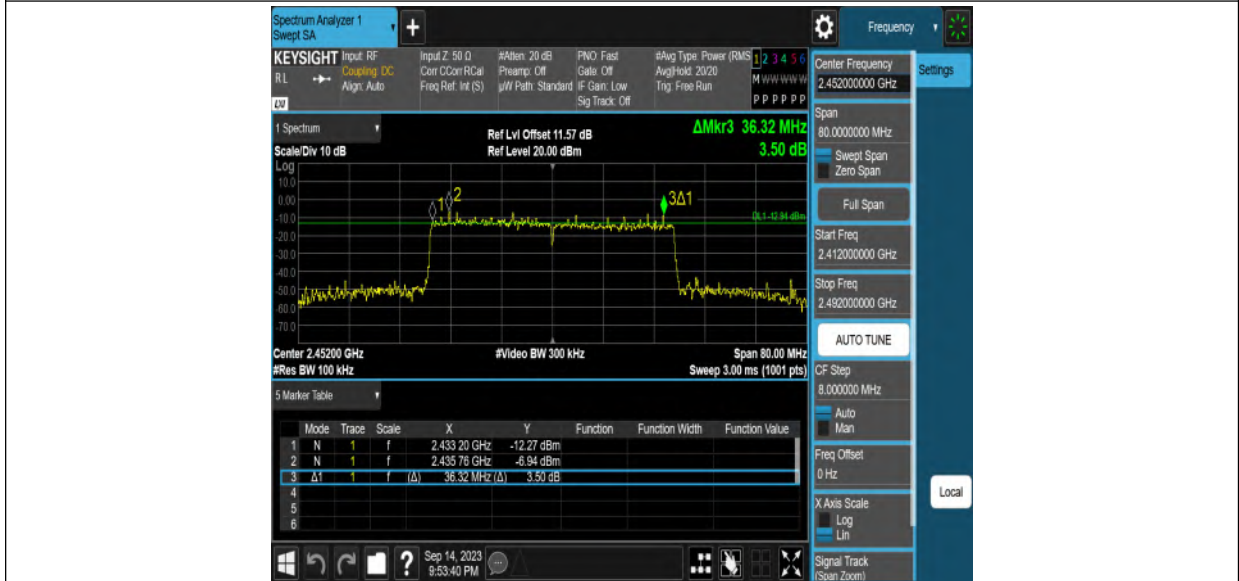 Spectrum Analyzer 1
Swept SA
+
Frequency
KEYSIGHT
RL
LXI
Input: RF
Coupling: DC
Align: Auto
Input Z: 50 Ω
Corr CCorr RCal
Freq Ref: Int (S)
#Atten: 20 dB
Preamp: Off
µW Path: Standard
PNO: Fast
Gate: Off
IF Gain: Low
Sig Track: Off
#Avg Type: Power (RMS
Avg|Hold: 20/20
Trig: Free Run
1 2 3 4 5 6
M W W W W W
P P P P P P
Center Frequency
2.452000000 GHz
Settings
Span
80.0000000 MHz
Swept Span
Zero Span
Full Span
Start Freq
2.412000000 GHz
Stop Freq
2.492000000 GHz
AUTO TUNE
CF Step
8.000000 MHz
Auto
Man
Freq Offset
0 Hz
X Axis Scale
Log
Lin
Signal Track
(Span Zoom)
Local
1 Spectrum
Scale/Div 10 dB
Ref Lvl Offset 11.57 dB
Ref Level 20.00 dBm
ΔMkr3 36.32 MHz
3.50 dB
Log
10.0
0.00
-10.0
-20.0
-30.0
-40.0
-50.0
-60.0
-70.0
1
2
3Δ1
DL1 -12.94 dBm
Center 2.45200 GHz
#Res BW 100 kHz
#Video BW 300 kHz
Span 80.00 MHz
Sweep 3.00 ms (1001 pts)
5 Marker Table
Mode Trace Scale X Y Function Function Width Function Value
1 N 1 f 2.433 20 GHz -12.27 dBm
2 N 1 f 2.435 76 GHz -6.94 dBm
3 Δ1 1 f (Δ) 36.32 MHz (Δ) 3.50 dB
4
5
6
?
Sep 14, 2023
9:53:40 PM